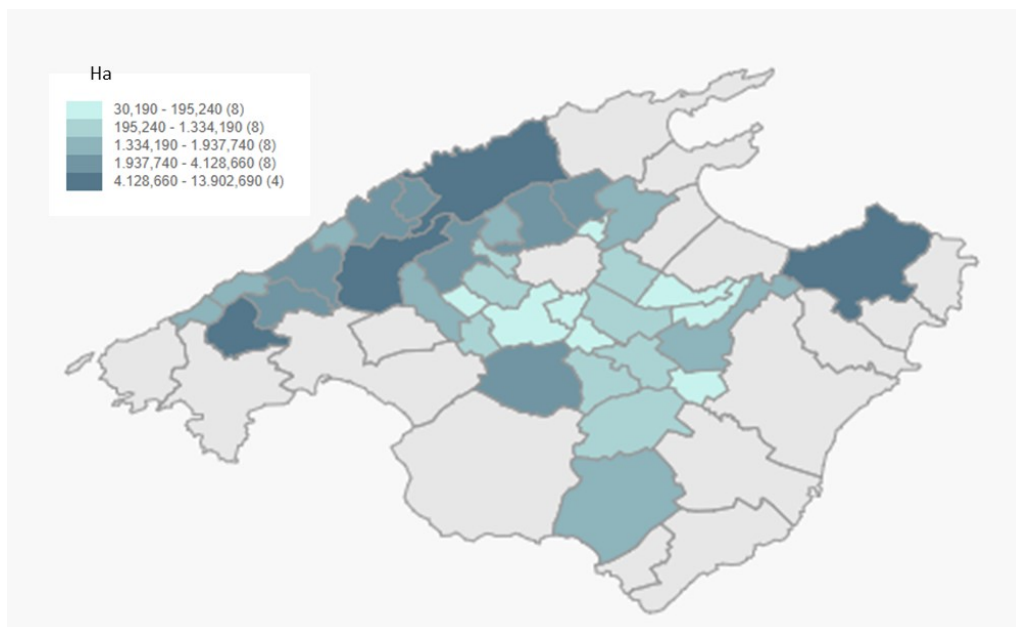 Ha
30,190 - 195,240 (8)
195,240 - 1.334,190 (8)
1.334,190 - 1.937,740 (8)
1.937,740 - 4.128,660 (8)
4.128,660 - 13.902,690 (4)